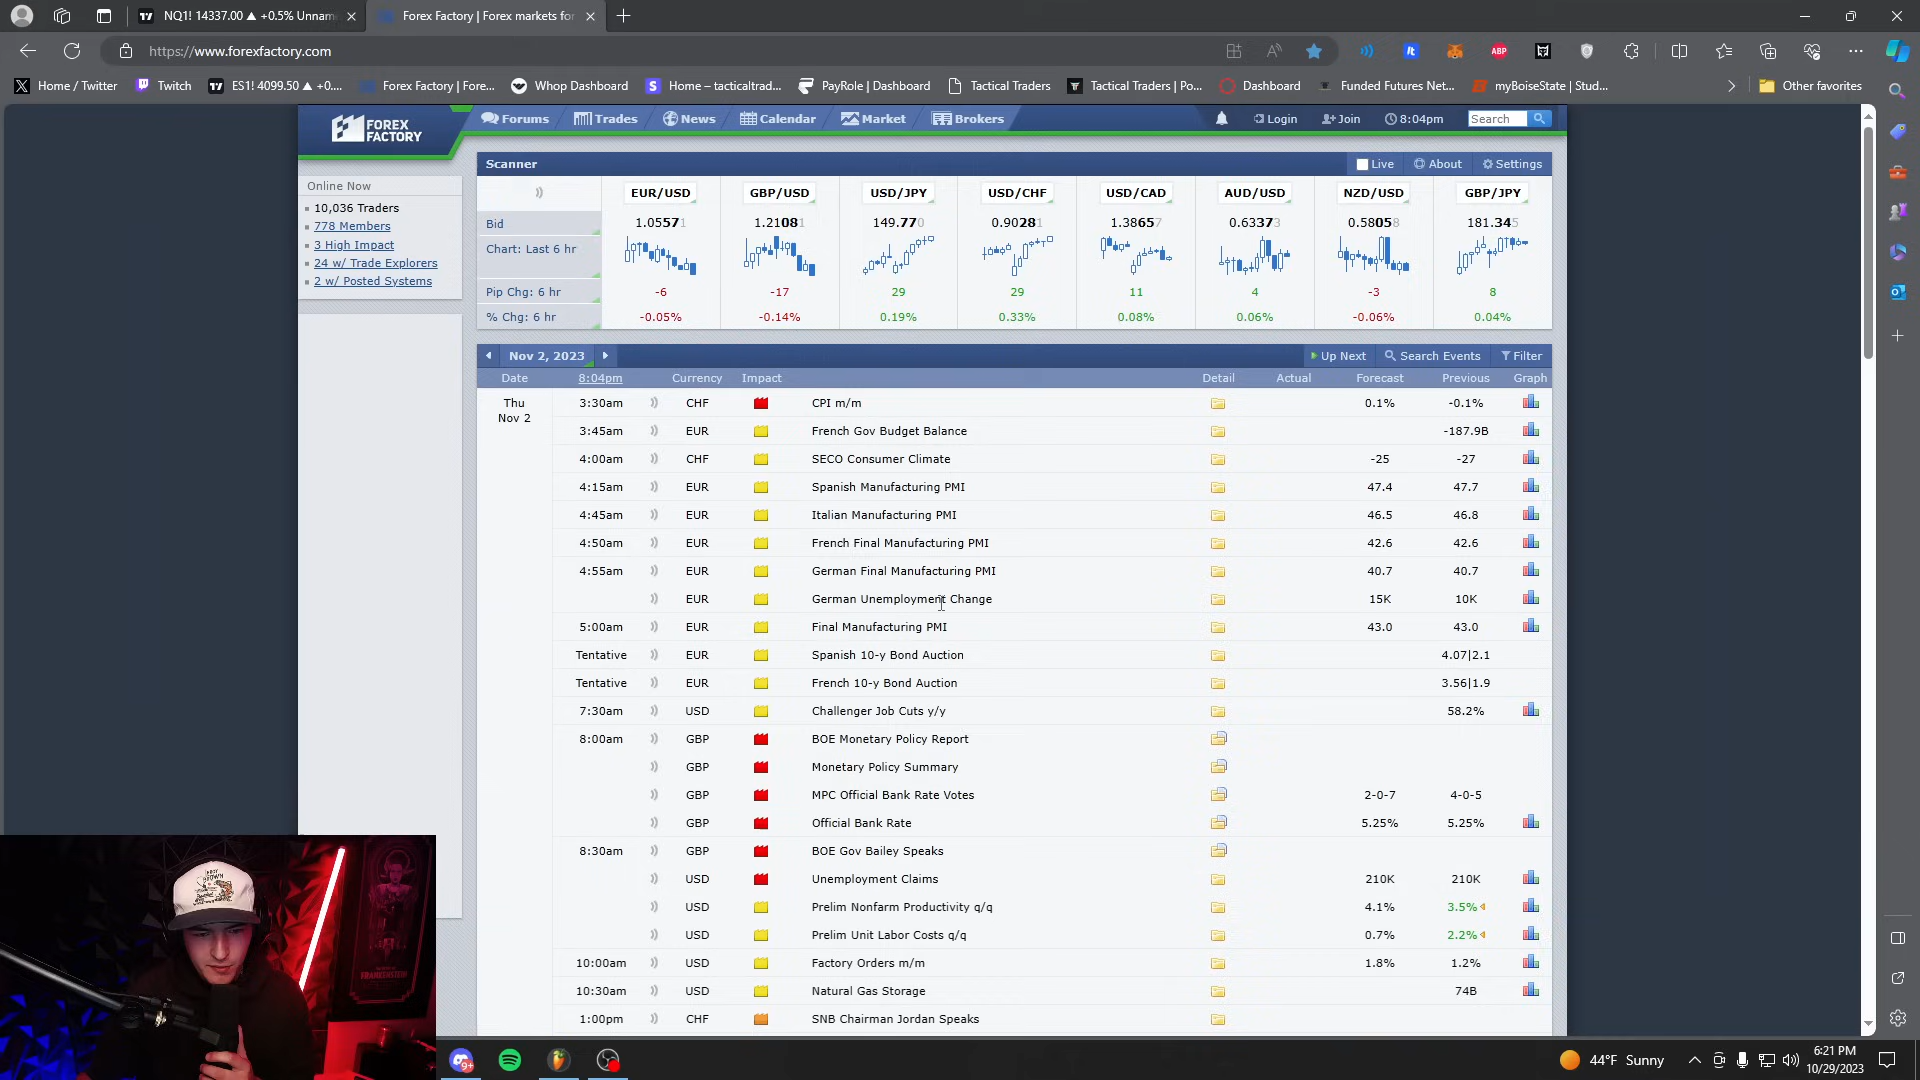 NQ1! 14337.00 ▲ +0.5% Unnam
Forex Factory | Forex markets for
https://www.forexfactory.com
Home / Twitter
Twitch
ES1! 4099.50 ▲ +0....
Forex Factory | Fore...
Whop Dashboard
Home – tacticaltrad...
PayRole | Dashboard
Tactical Traders
Tactical Traders | Po...
Dashboard
Funded Futures Net...
myBoiseState | Stud...
Other favorites
FOREX FACTORY
Forums Trades News Calendar Market Brokers Login Join 8:04pm Search
Online Now
10,036 Traders
778 Members
3 High Impact
24 w/ Trade Explorers
2 w/ Posted Systems
Scanner Live About Settings
EUR/USD GBP/USD USD/JPY USD/CHF USD/CAD AUD/USD NZD/USD GBP/JPY
Bid 1.05571 1.21081 149.770 0.90281 1.38657 0.63373 0.58058 181.345
Chart: Last 6 hr
Pip Chg: 6 hr -6 -17 29 29 11 4 -3 8
% Chg: 6 hr -0.05% -0.14% 0.19% 0.33% 0.08% 0.06% -0.06% 0.04%
Nov 2, 2023 Up Next Search Events Filter
Date 8:04pm Currency Impact Detail Actual Forecast Previous Graph
Thu Nov 2 3:30am CHF CPI m/m 0.1% -0.1%
3:45am EUR French Gov Budget Balance -187.9B
4:00am CHF SECO Consumer Climate -25 -27
4:15am EUR Spanish Manufacturing PMI 47.4 47.7
4:45am EUR Italian Manufacturing PMI 46.5 46.8
4:50am EUR French Final Manufacturing PMI 42.6 42.6
4:55am EUR German Final Manufacturing PMI 40.7 40.7
EUR German Unemployment Change 15K 10K
5:00am EUR Final Manufacturing PMI 43.0 43.0
Tentative EUR Spanish 10-y Bond Auction 4.07|2.1
Tentative EUR French 10-y Bond Auction 3.56|1.9
7:30am USD Challenger Job Cuts y/y 58.2%
8:00am GBP BOE Monetary Policy Report
GBP Monetary Policy Summary
GBP MPC Official Bank Rate Votes 2-0-7 4-0-5
GBP Official Bank Rate 5.25% 5.25%
8:30am GBP BOE Gov Bailey Speaks
USD Unemployment Claims 210K 210K
USD Prelim Nonfarm Productivity q/q 4.1% 3.5%
USD Prelim Unit Labor Costs q/q 0.7% 2.2%
10:00am USD Factory Orders m/m 1.8% 1.2%
10:30am USD Natural Gas Storage 74B
1:00pm CHF SNB Chairman Jordan Speaks
FRANKENSTEIN
9+
44°F Sunny
6:21 PM
10/29/2023